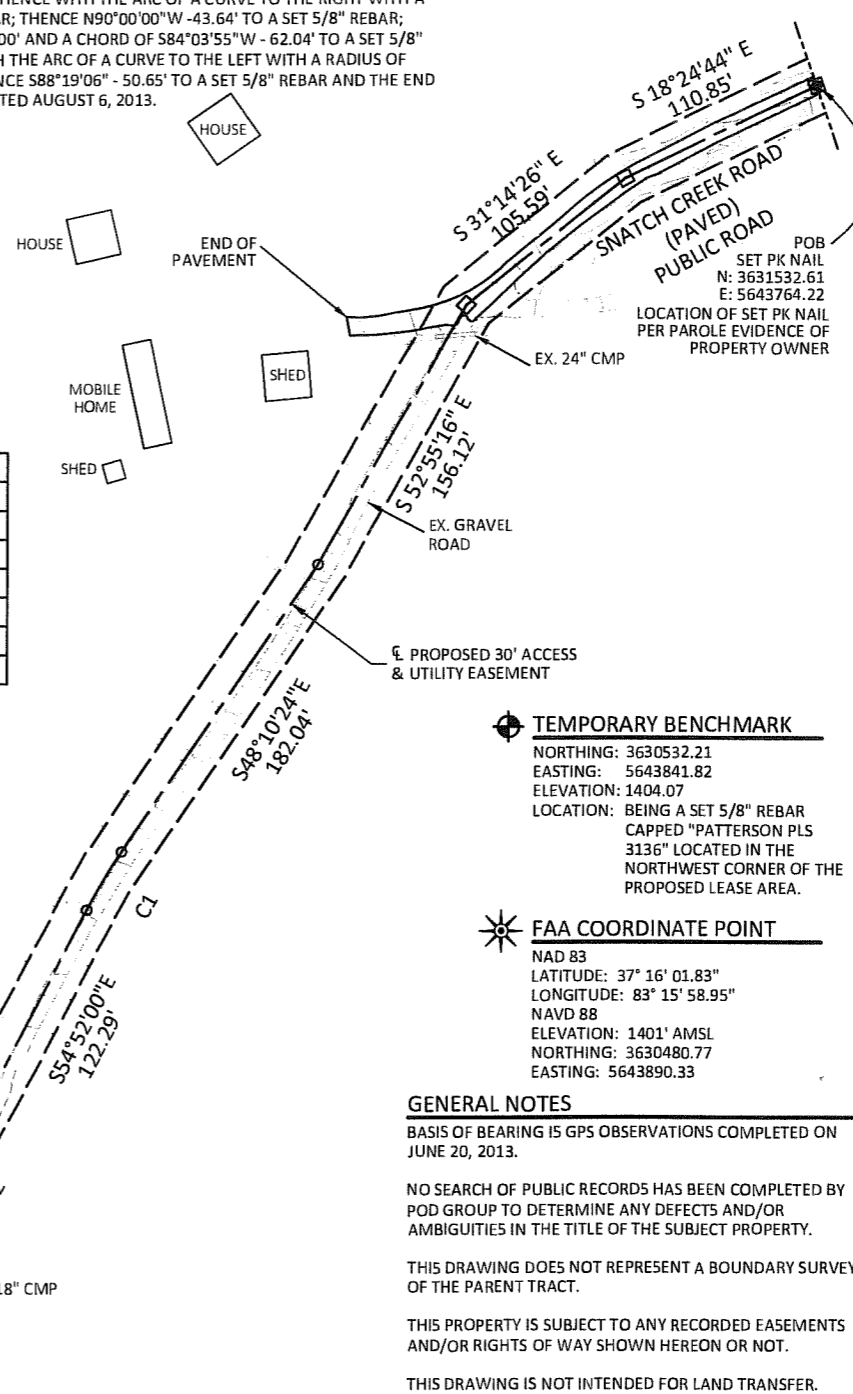 THENCE WITH THE ARC OF A CURVE TO THE RIGHT WITH A
AR; THENCE N90°00'00"W -43.64' TO A SET 5/8" REBAR;
00' AND A CHORD OF S84°03'55"W - 62.04' TO A SET 5/8"
H THE ARC OF A CURVE TO THE LEFT WITH A RADIUS OF
NCE S88°19'06" - 50.65' TO A SET 5/8" REBAR AND THE END
TED AUGUST 6, 2013.
S 18°24'44" E
110.85'
HOUSE
S 31°14'26" E
105.59'
HOUSE
END OF
PAVEMENT
SNATCH CREEK ROAD
(PAVED)
PUBLIC ROAD
POB
SET PK NAIL
N: 3631532.61
E: 5643764.22
LOCATION OF SET PK NAIL
PER PAROLE EVIDENCE OF
PROPERTY OWNER
EX. 24" CMP
MOBILE
HOME
SHED
SHED
S 52°55'16" E
156.12'
EX. GRAVEL
ROAD
℄ PROPOSED 30' ACCESS
& UTILITY EASEMENT
S48°10'24"E
182.04'
C1
S54°52'00"E
122.29'
TEMPORARY BENCHMARK
NORTHING: 3630532.21
EASTING: 5643841.82
ELEVATION: 1404.07
LOCATION: BEING A SET 5/8" REBAR
CAPPED "PATTERSON PLS
3136" LOCATED IN THE
NORTHWEST CORNER OF THE
PROPOSED LEASE AREA.
FAA COORDINATE POINT
NAD 83
LATITUDE: 37° 16' 01.83"
LONGITUDE: 83° 15' 58.95"
NAVD 88
ELEVATION: 1401' AMSL
NORTHING: 3630480.77
EASTING: 5643890.33
GENERAL NOTES
BASIS OF BEARING IS GPS OBSERVATIONS COMPLETED ON
JUNE 20, 2013.
NO SEARCH OF PUBLIC RECORDS HAS BEEN COMPLETED BY
POD GROUP TO DETERMINE ANY DEFECTS AND/OR
AMBIGUITIES IN THE TITLE OF THE SUBJECT PROPERTY.
THIS DRAWING DOES NOT REPRESENT A BOUNDARY SURVEY
OF THE PARENT TRACT.
THIS PROPERTY IS SUBJECT TO ANY RECORDED EASEMENTS
AND/OR RIGHTS OF WAY SHOWN HEREON OR NOT.
THIS DRAWING IS NOT INTENDED FOR LAND TRANSFER.
18" CMP